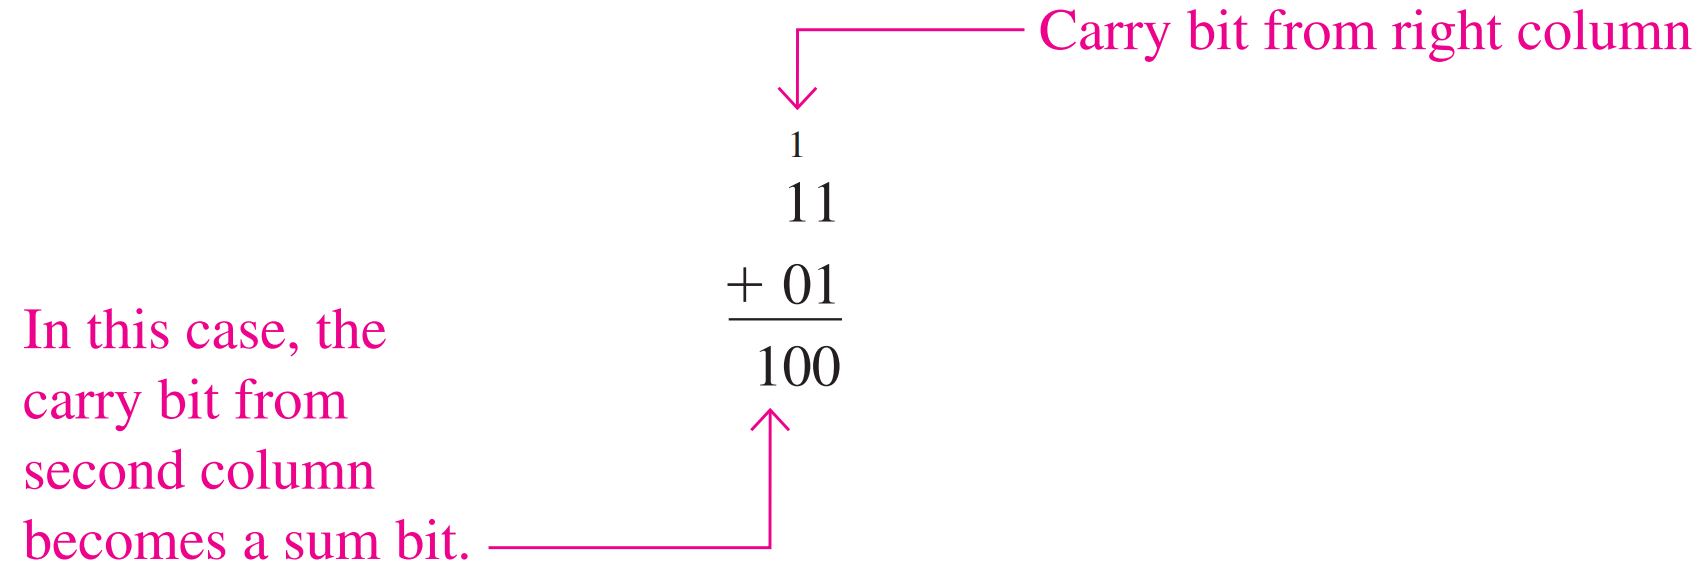 Carry bit from right column
1
11
+ 01
100
In this case, the
carry bit from
second column
becomes a sum bit.